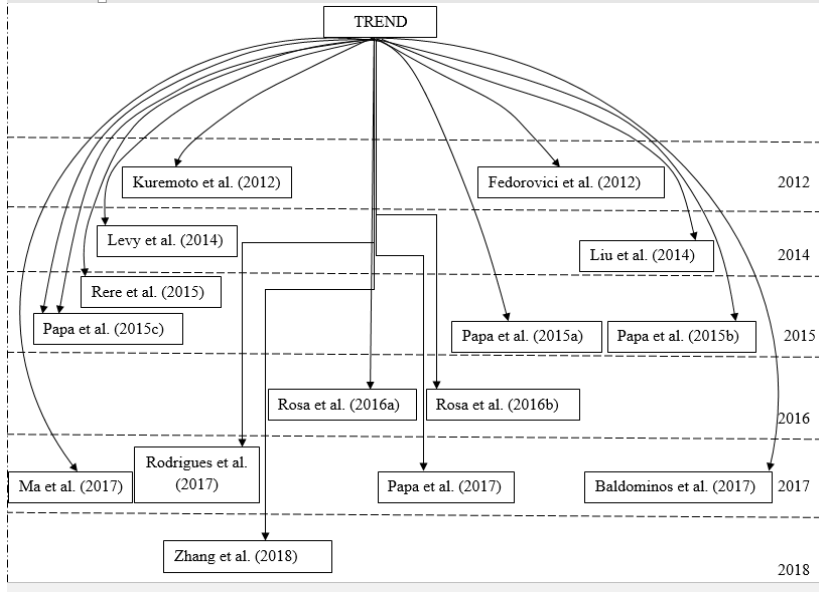 TREND
Kuremoto et al. (2012)
Fedorovici et al. (2012)
2012
Levy et al. (2014)
Liu et al. (2014)
2014
Rere et al. 2015)
Papa et al. (2015c)
Papa et al. (2015a)
Papa et al. (2015b)
2015
Rosa et al. (2016a)
Rosa et al. (2016b)
2016
Ma et al. (2017)
Rodrigues et al.
(2017)
Papa et al. (2017)
Baldominos et al. (2017)
2017
Zhang et al. (2018)
2018